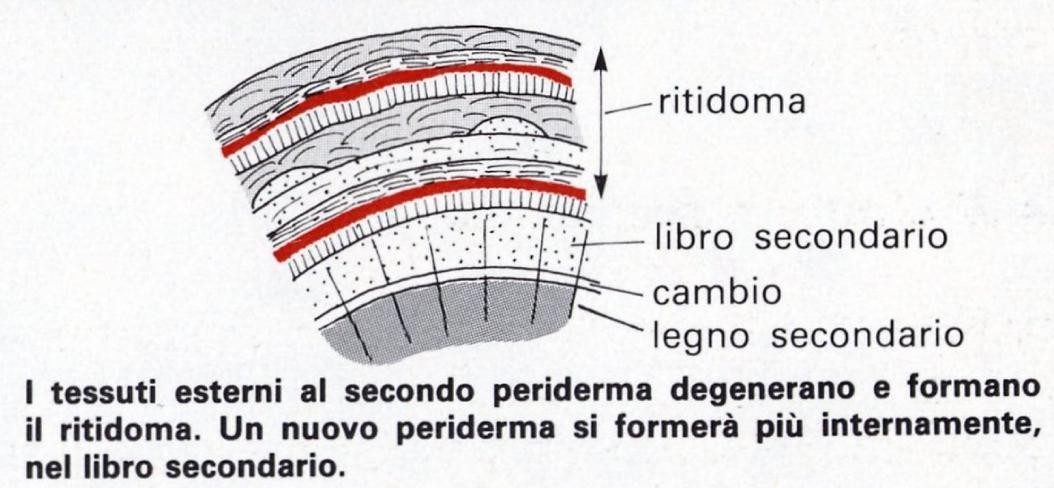 ritidoma
libro secondario
cambio
legno secondario
I tessuti esterni al secondo periderma degenerano e formano
il ritidoma. Un nuovo periderma si formerà più internamente,
nel libro secondario.